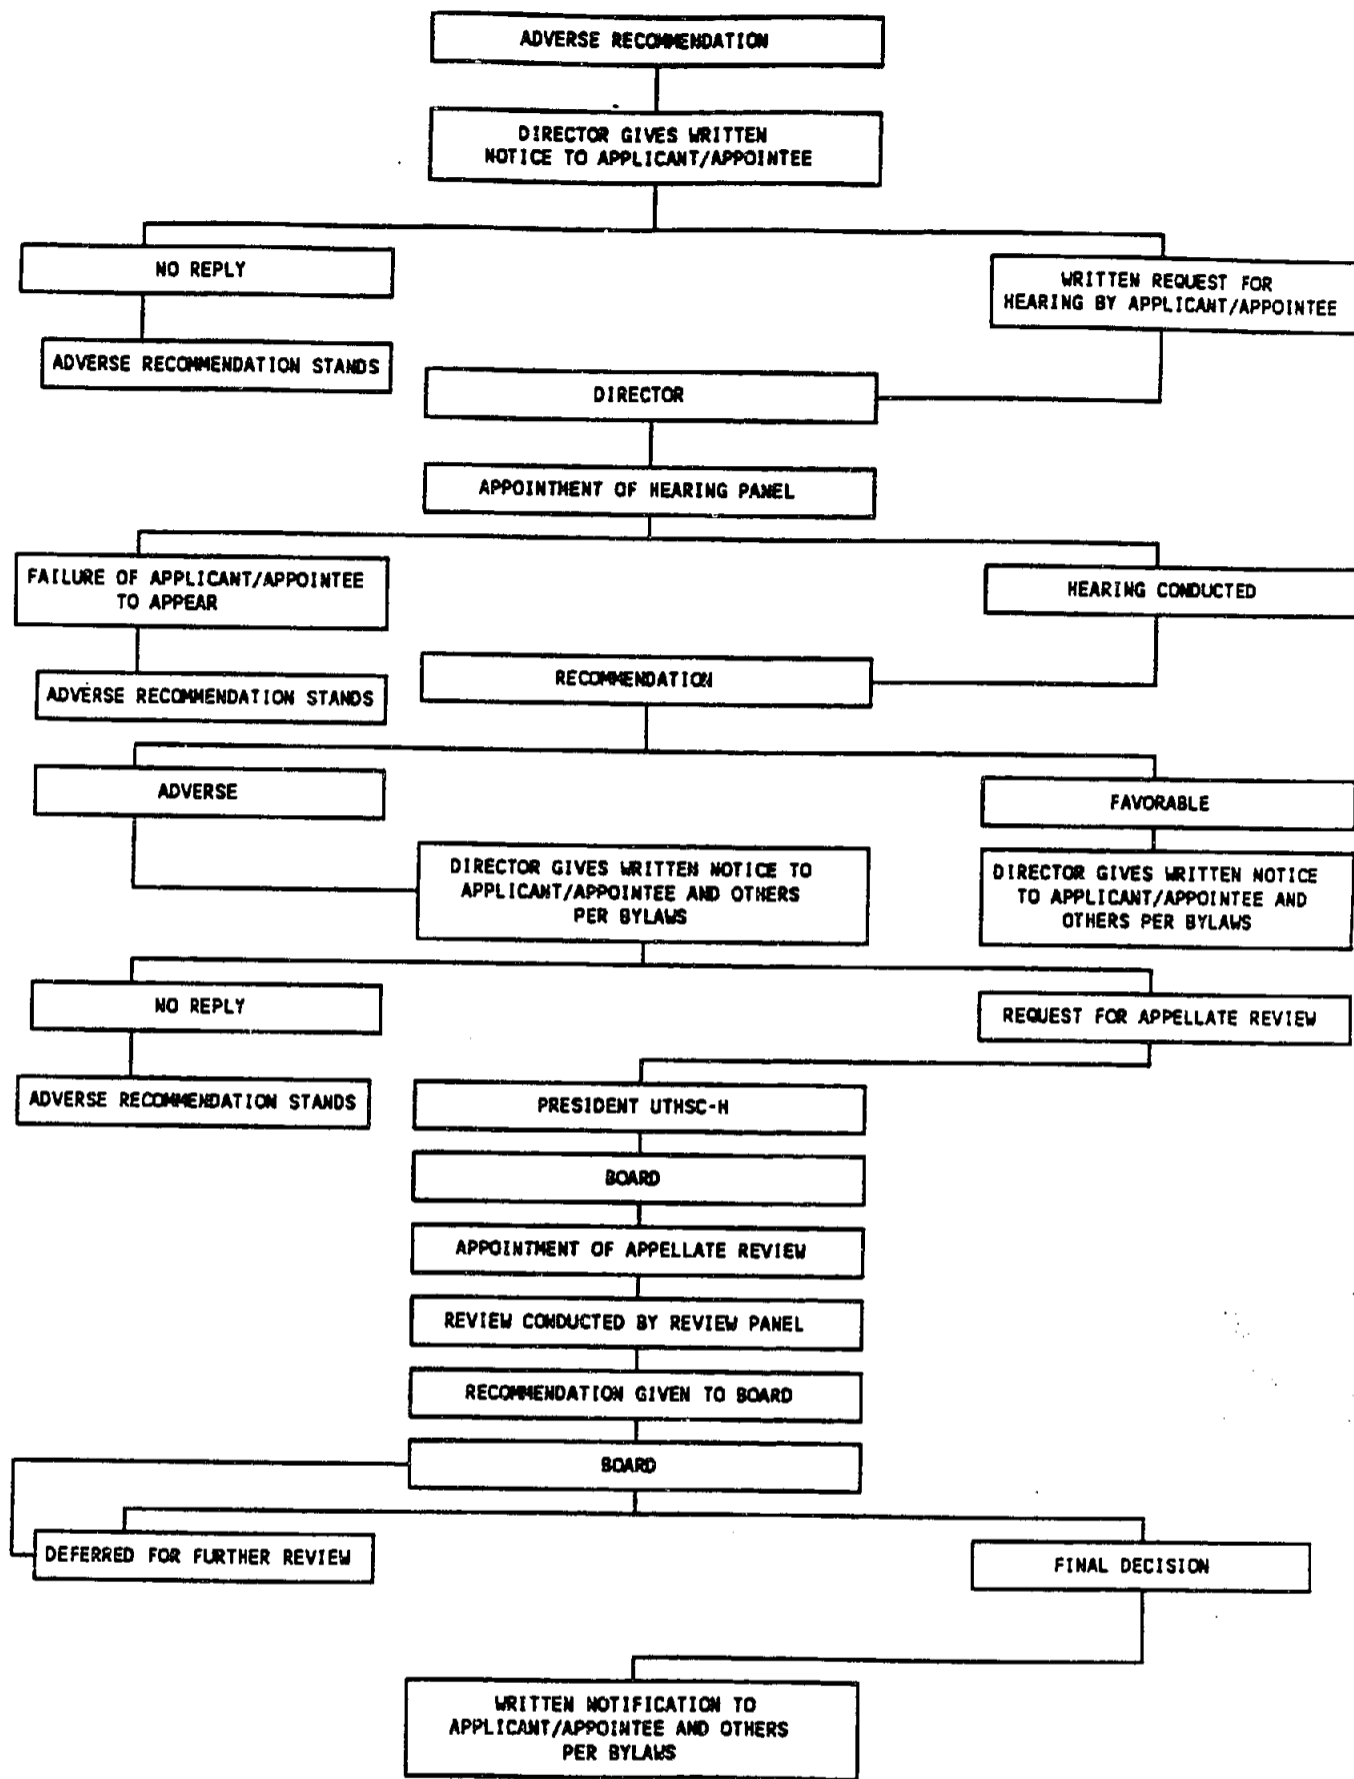 ADVERSE RECOMMENDATION
DIRECTOR GIVES WRITTEN
NOTICE TO APPLICANT/APPOINTEE
NO REPLY
WRITTEN REQUEST FOR
HEARING BY APPLICANT/APPOINTEE
ADVERSE RECOMMENDATION STANDS
DIRECTOR
APPOINTMENT OF HEARING PANEL
FAILURE OF APPLICANT/APPOINTEE
TO APPEAR
HEARING CONDUCTED
ADVERSE RECOMMENDATION STANDS
RECOMMENDATION
ADVERSE
FAVORABLE
DIRECTOR GIVES WRITTEN NOTICE TO
APPLICANT/APPOINTEE AND OTHERS
PER BYLAWS
DIRECTOR GIVES WRITTEN NOTICE
TO APPLICANT/APPOINTEE AND
OTHERS PER BYLAWS
NO REPLY
REQUEST FOR APPELLATE REVIEW
ADVERSE RECOMMENDATION STANDS
PRESIDENT UTHSC-H
BOARD
APPOINTMENT OF APPELLATE REVIEW
REVIEW CONDUCTED BY REVIEW PANEL
RECOMMENDATION GIVEN TO BOARD
BOARD
DEFERRED FOR FURTHER REVIEW
FINAL DECISION
WRITTEN NOTIFICATION TO
APPLICANT/APPOINTEE AND OTHERS
PER BYLAWS